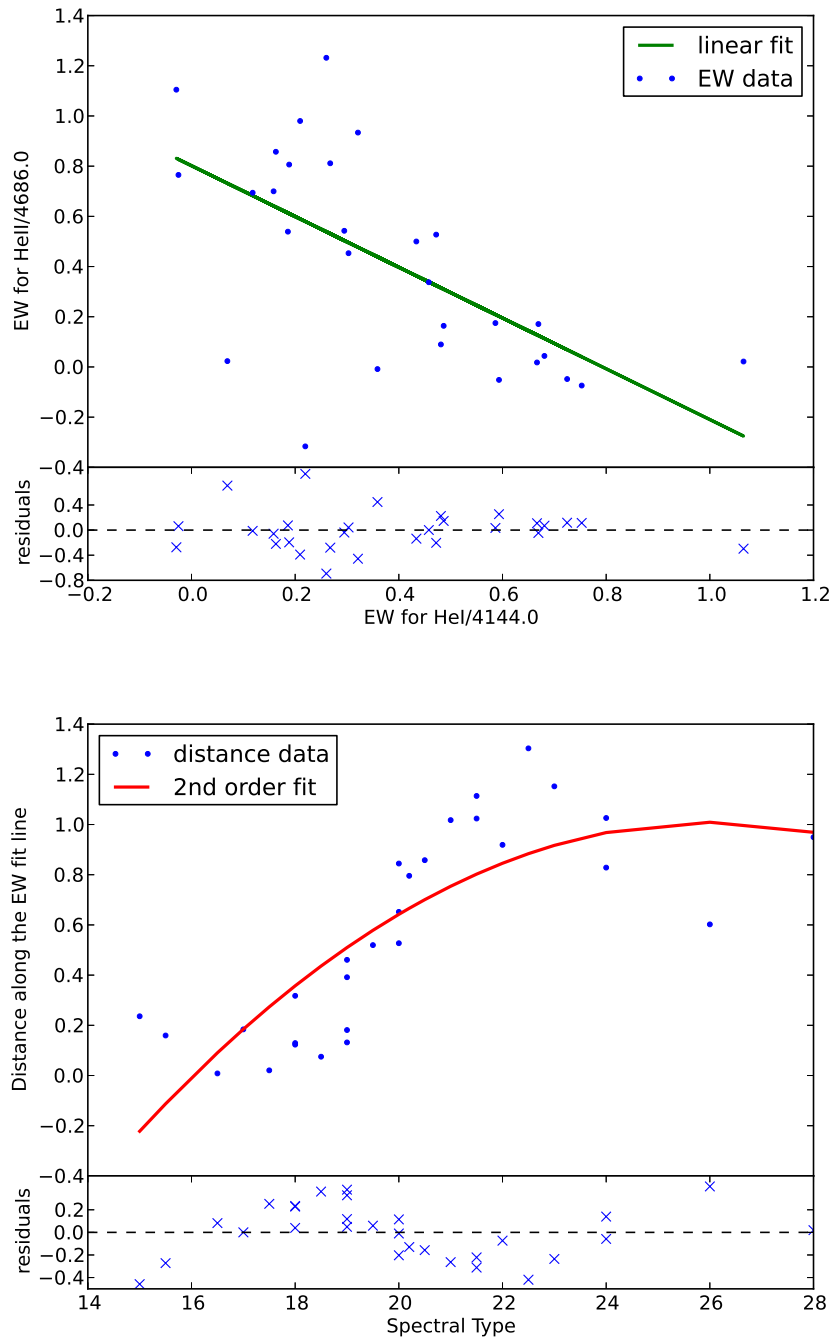 1.4
1.2
1.0
0.8
0.6
0.4
0.2
0.0
−0.2
−0.4
EW for HeII/4686.0
linear fit
EW data
0.4
0.0
−0.4
−0.8
residuals
−0.2 0.0 0.2 0.4 0.6 0.8 1.0 1.2
EW for HeI/4144.0
1.4
1.2
1.0
0.8
0.6
0.4
0.2
0.0
−0.2
−0.4
Distance along the EW fit line
distance data
2nd order fit
0.2
0.0
−0.2
−0.4
residuals
14 16 18 20 22 24 26 28
Spectral Type